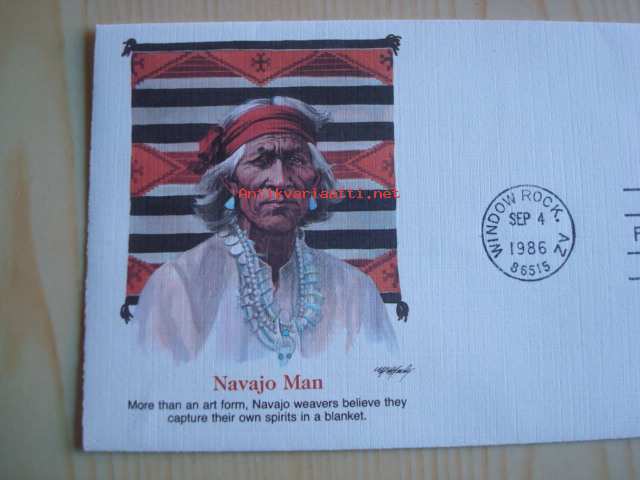 Antikvariaatti.net
WINDOW ROCK, AZ
SEP 4
1986
86515
F
Navajo Man
More than an art form, Navajo weavers believe they
capture their own spirits in a blanket.